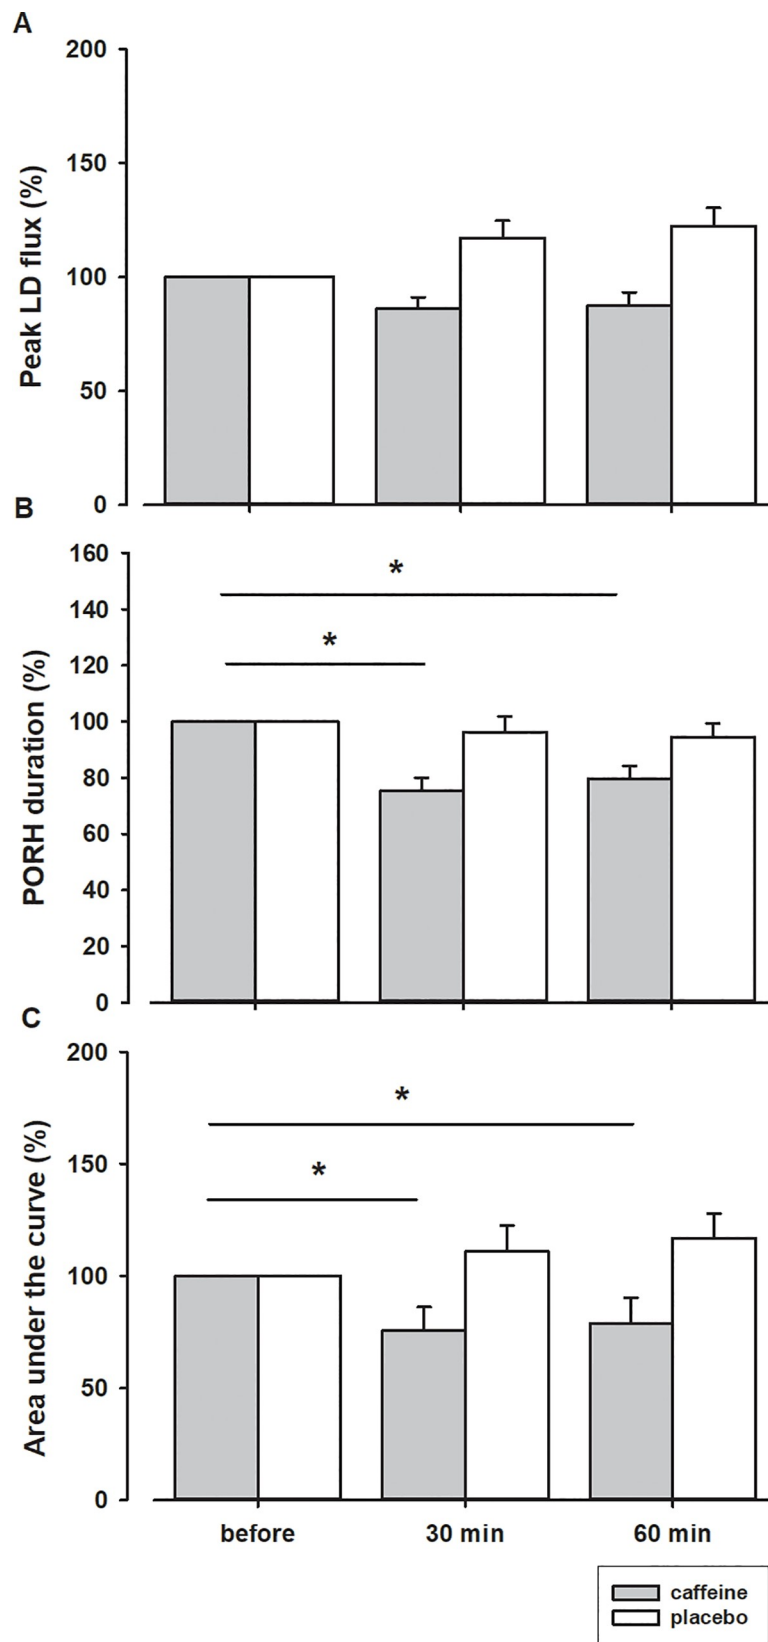 A
Peak LD flux (%)
200
150
100
50
0
B
PORH duration (%)
160
140
120
100
80
60
40
20
0
*
*
C
Area under the curve (%)
200
150
100
50
0
*
*
before 30 min 60 min
caffeine
placebo